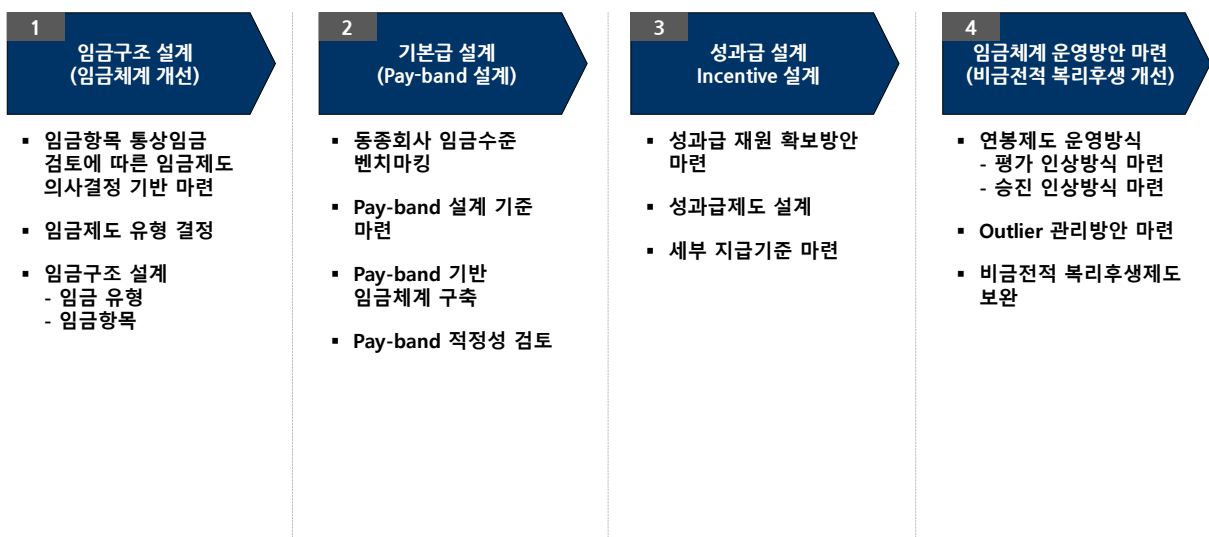 1
임금구조 설계
(임금체계 개선)
▪ 임금항목 통상임금
검토에 따른 임금제도
의사결정 기반 마련
▪ 임금제도 유형 결정
▪ 임금구조 설계
- 임금 유형
- 임금항목
2
기본급 설계
(Pay-band 설계)
▪ 동종회사 임금수준
벤치마킹
▪ Pay-band 설계 기준
마련
▪ Pay-band 기반
임금체계 구축
▪ Pay-band 적정성 검토
3
성과급 설계
Incentive 설계
▪ 성과급 재원 확보방안
마련
▪ 성과급제도 설계
▪ 세부 지급기준 마련
4
임금체계 운영방안 마련
(비금전적 복리후생 개선)
▪ 연봉제도 운영방식
- 평가 인상방식 마련
- 승진 인상방식 마련
▪ Outlier 관리방안 마련
▪ 비금전적 복리후생제도
보완